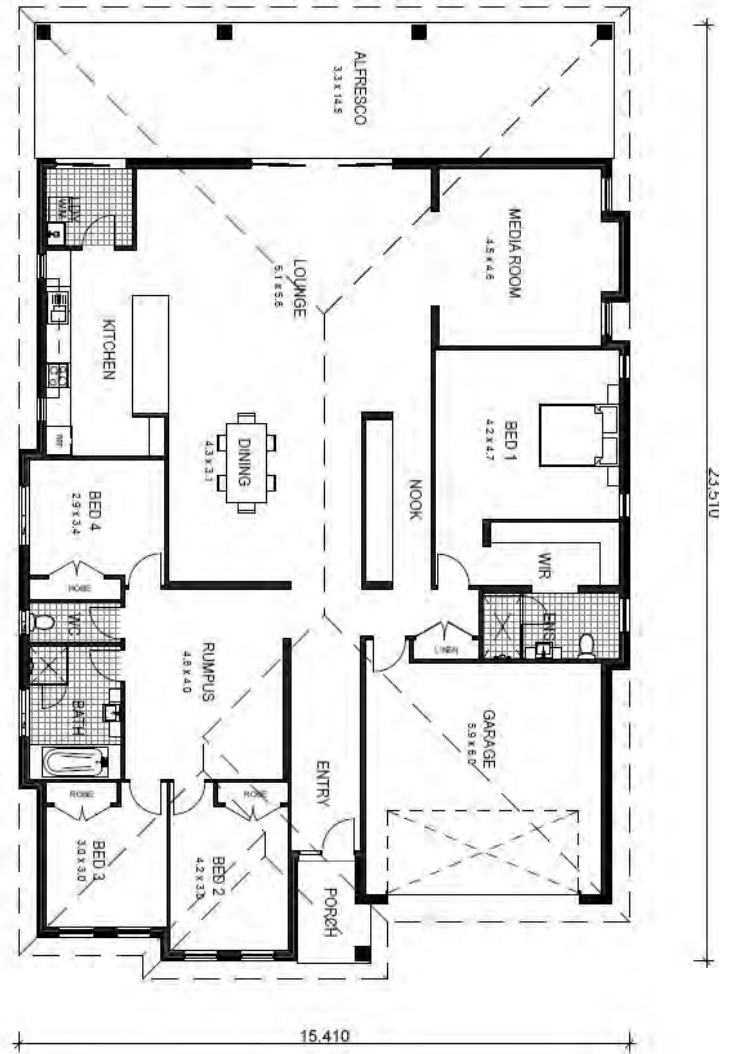 ALFRESCO
3.3 x 14.9
LDY
WM
MEDIA ROOM
4.5 x 4.6
LOUNGE
5.1 x 5.6
KITCHEN
REF
DINING
4.3 x 3.1
NOOK
BED 1
4.2 x 4.7
WIR
ENS
LINEN
BED 4
2.9 x 3.4
ROBE
WC
BATH
RUMPUS
4.8 x 4.0
GARAGE
5.9 x 6.0
ENTRY
ROBE
ROBE
BED 3
3.0 x 3.0
BED 2
4.2 x 3.0
PORCH
23.510
15.410